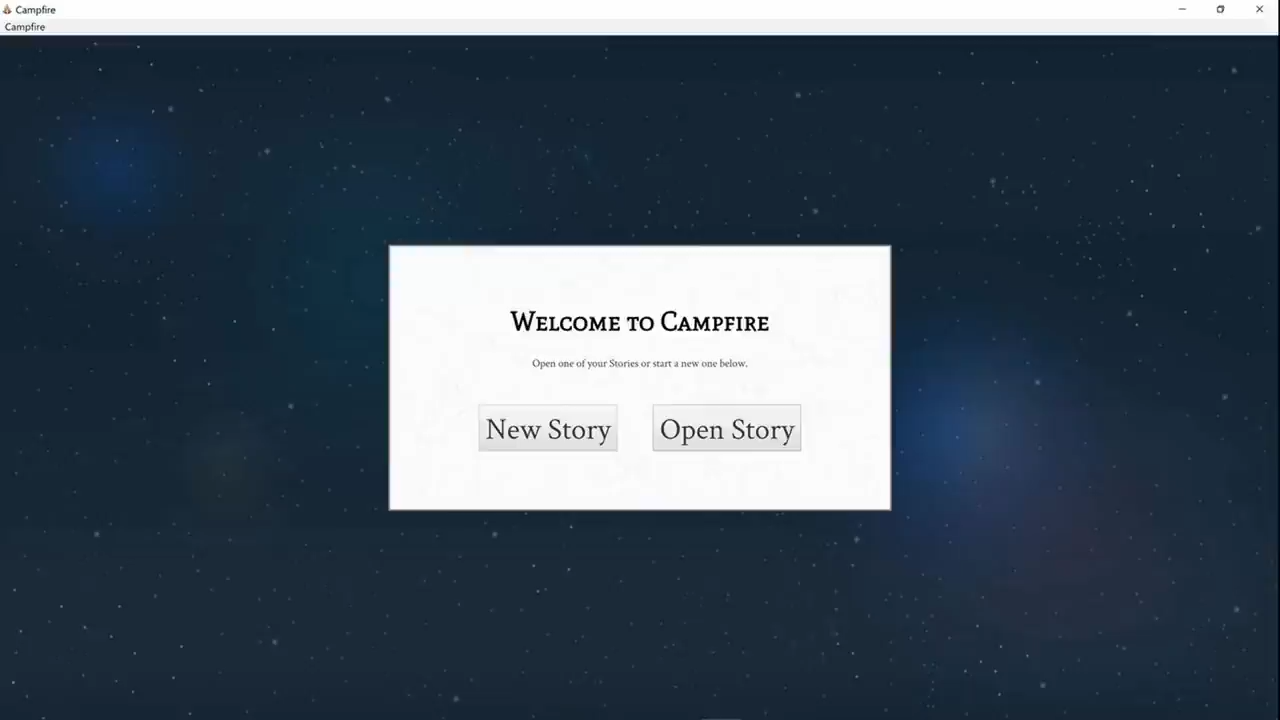 Campfire
Campfire
Welcome to Campfire
Open one of your Stories or start a new one below.
New Story
Open Story